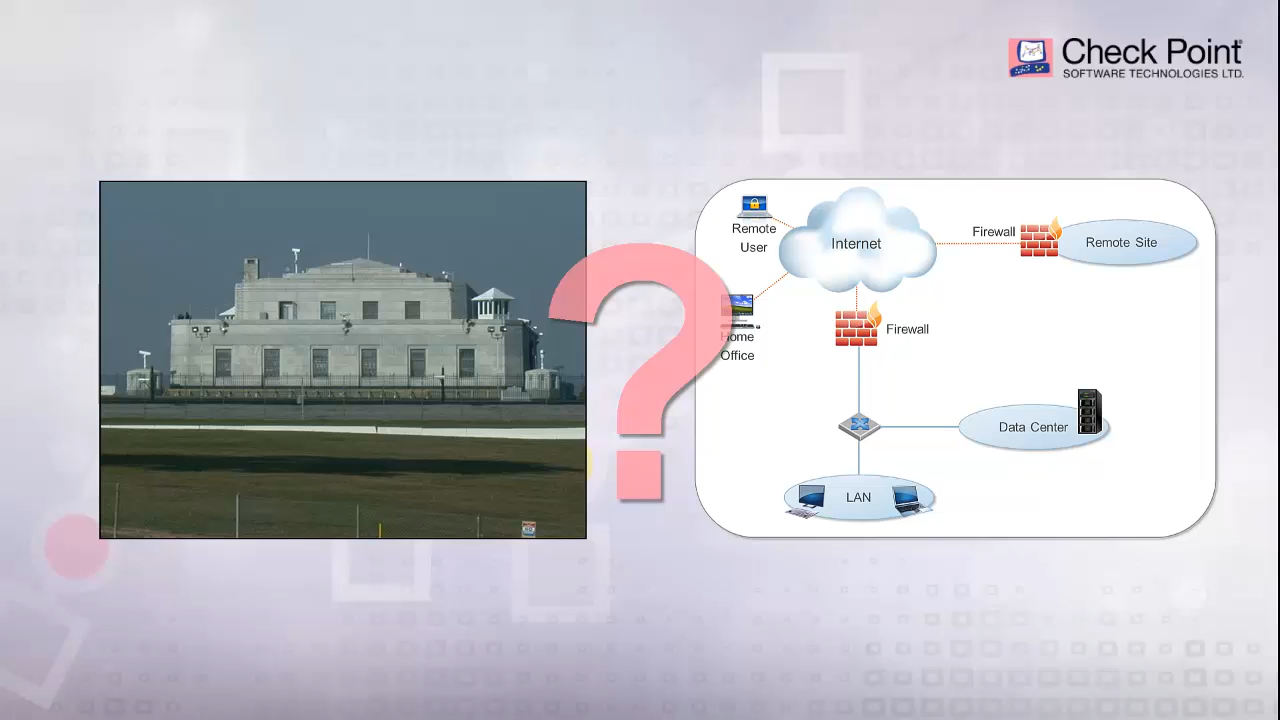 Check Point
SOFTWARE TECHNOLOGIES LTD.
Remote
User
Internet
Firewall
Remote Site
Home
Office
Firewall
Data Center
LAN
?